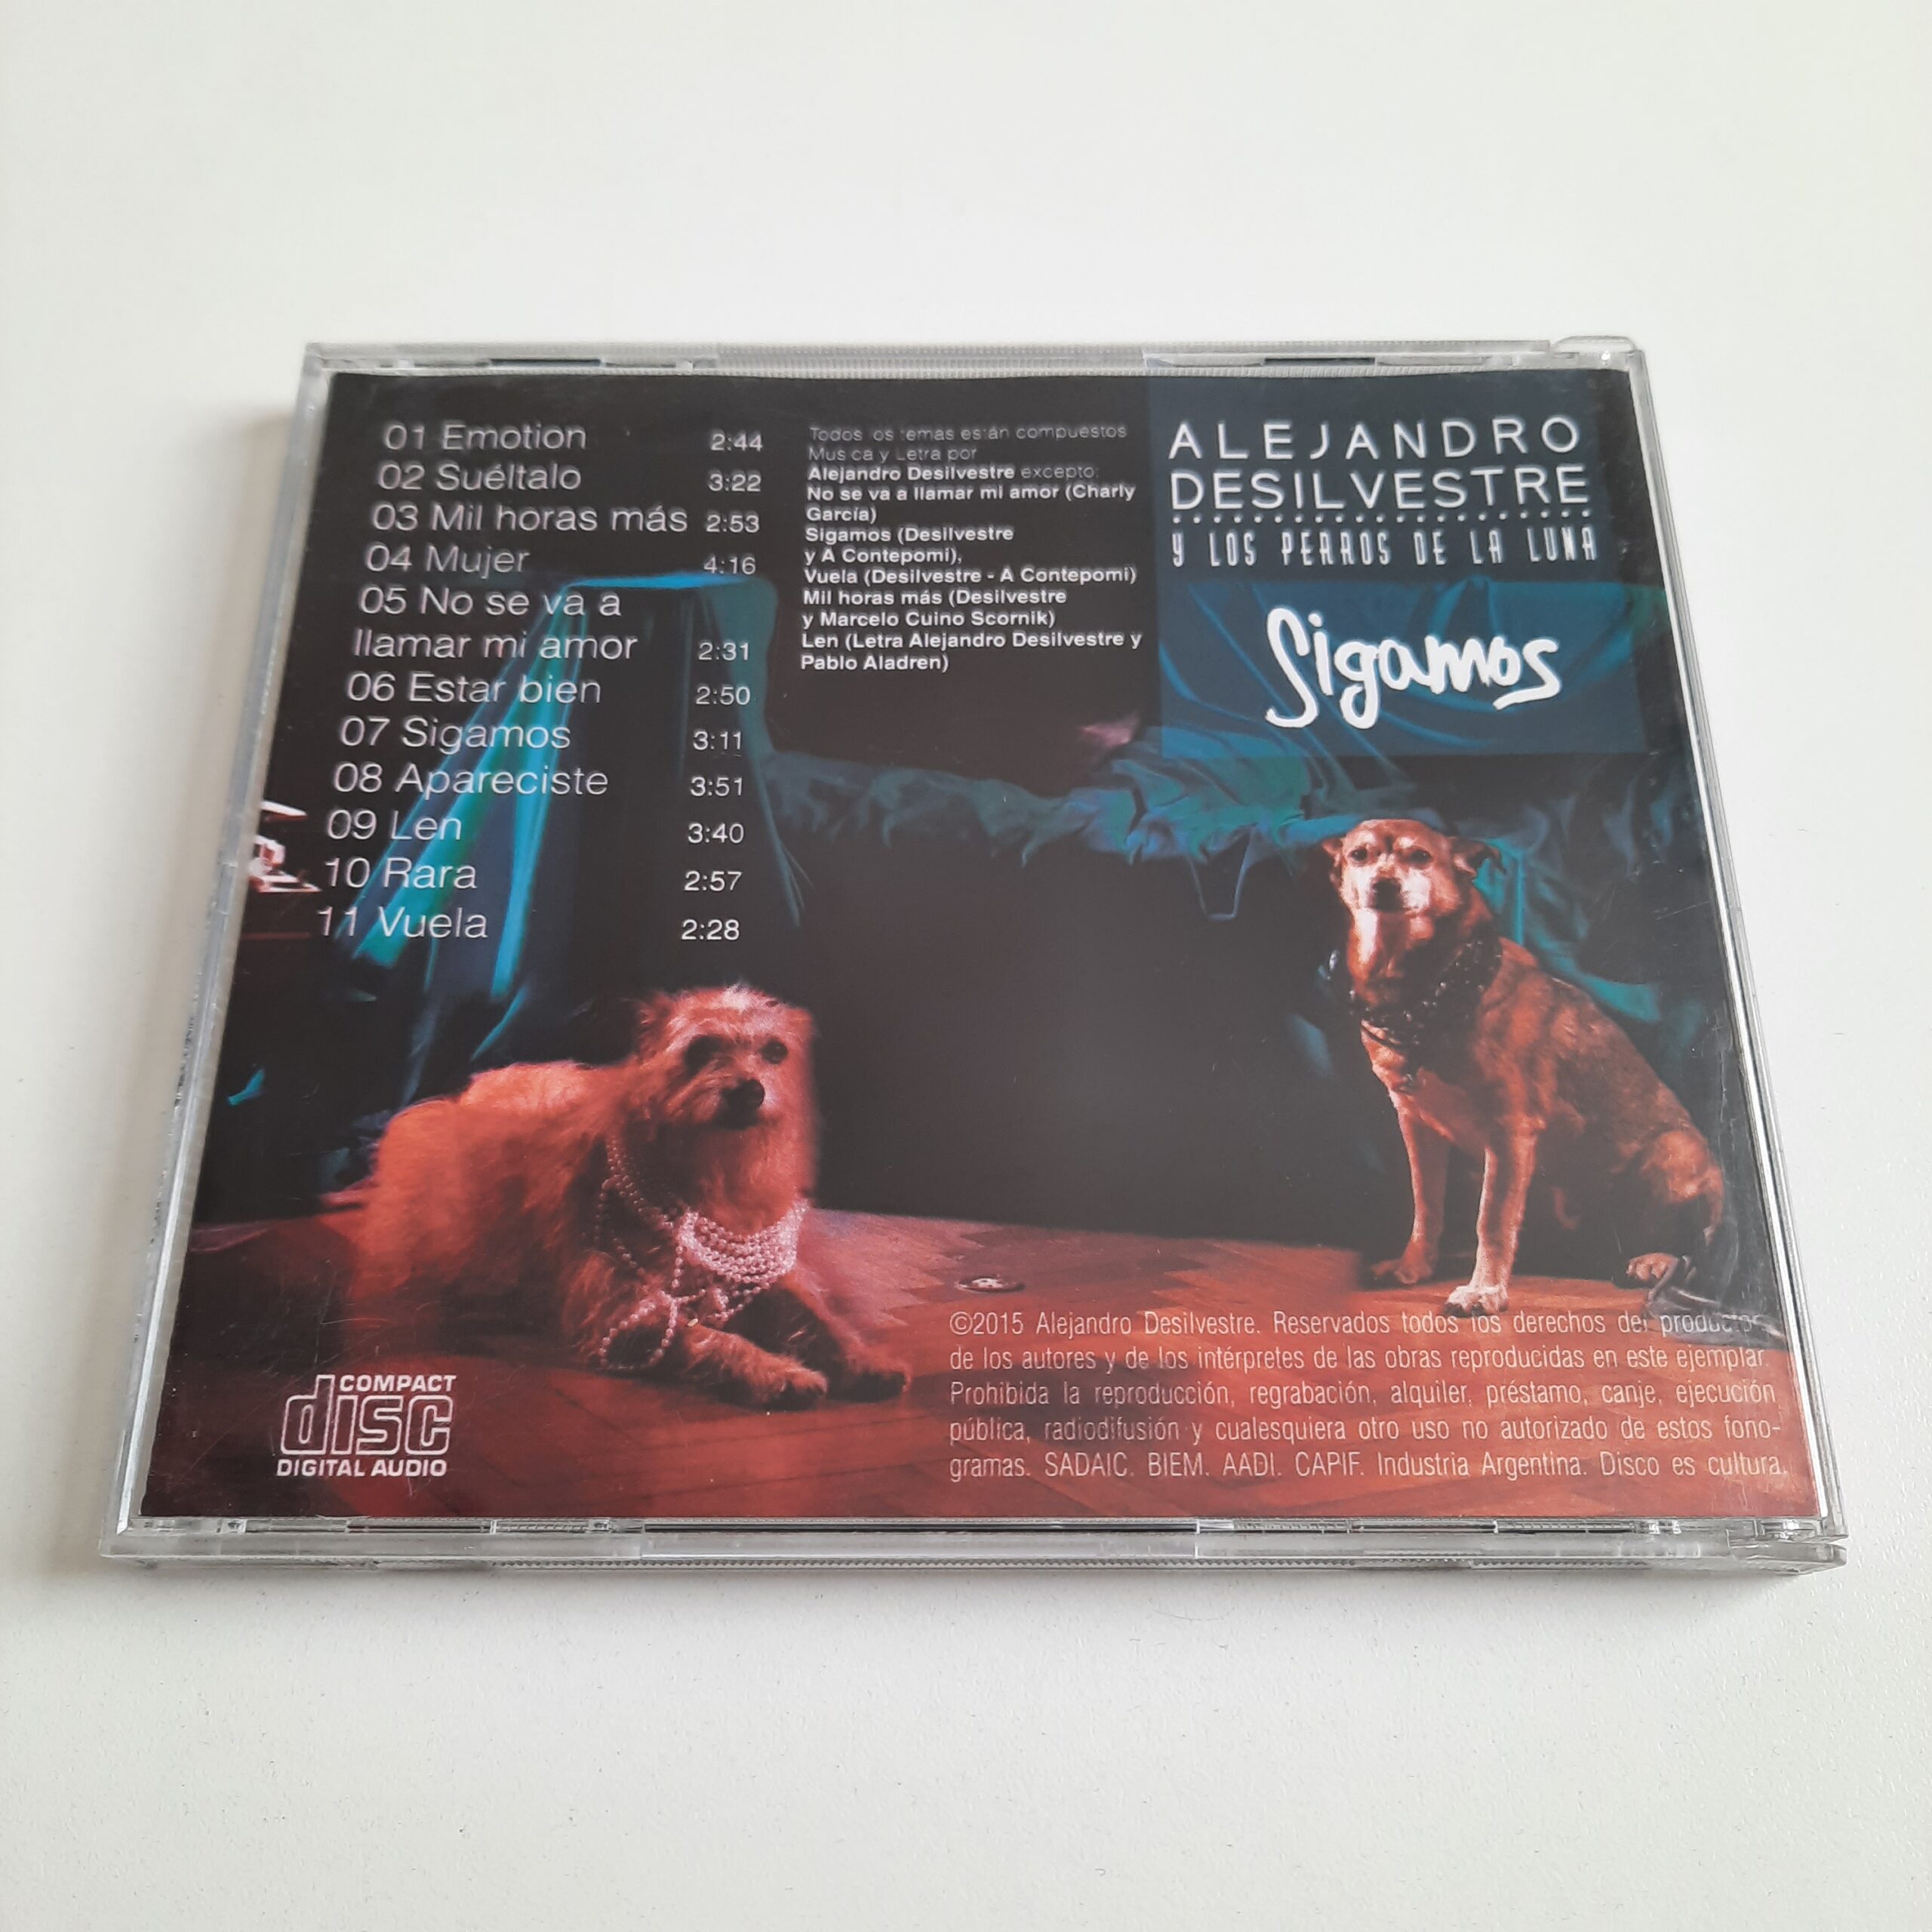 01 Emotion 2:44
02 Suéltalo 3:22
03 Mil horas más 2:53
04 Mujer 4:16
05 No se va a
llamar mi amor 2:31
06 Estar bien 2:50
07 Sigamos 3:11
08 Apareciste 3:51
09 Len 3:40
10 Rara 2:57
11 Vuela 2:28
Todos los temas están compuestos
Musica y Letra por
Alejandro Desilvestre excepto:
No se va a llamar mi amor (Charly
García)
Sigamos (Desilvestre
y A Contepomi),
Vuela (Desilvestre - A Contepomi)
Mil horas más (Desilvestre
y Marcelo Cuino Scornik)
Len (Letra Alejandro Desilvestre y
Pablo Aladren)
ALEJANDRO
DESILVESTRE
Y LOS PERROS DE LA LUNA
Sigamos
COMPACT
disc
DIGITAL AUDIO
©2015 Alejandro Desilvestre. Reservados todos los derechos del productor,
de los autores y de los intérpretes de las obras reproducidas en este ejemplar.
Prohibida la reproducción, regrabación, alquiler, préstamo, canje, ejecución
pública, radiodifusión y cualesquiera otro uso no autorizado de estos fono-
gramas. SADAIC. BIEM. AADI. CAPIF. Industria Argentina. Disco es cultura.